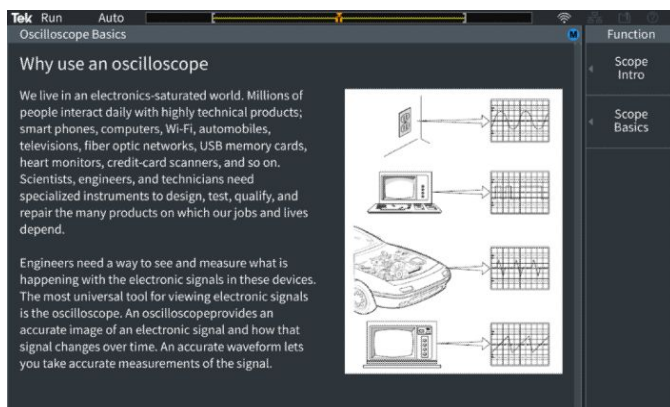 Tek Run Auto
Oscilloscope Basics
M
Function
Why use an oscilloscope
Scope
Intro
Scope
Basics
We live in an electronics-saturated world. Millions of
people interact daily with highly technical products;
smart phones, computers, Wi-Fi, automobiles,
televisions, fiber optic networks, USB memory cards,
heart monitors, credit-card scanners, and so on.
Scientists, engineers, and technicians need
specialized instruments to design, test, qualify, and
repair the many products on which our jobs and lives
depend.
Engineers need a way to see and measure what is
happening with the electronic signals in these devices.
The most universal tool for viewing electronic signals
is the oscilloscope. An oscilloscopeprovides an
accurate image of an electronic signal and how that
signal changes over time. An accurate waveform lets
you take accurate measurements of the signal.